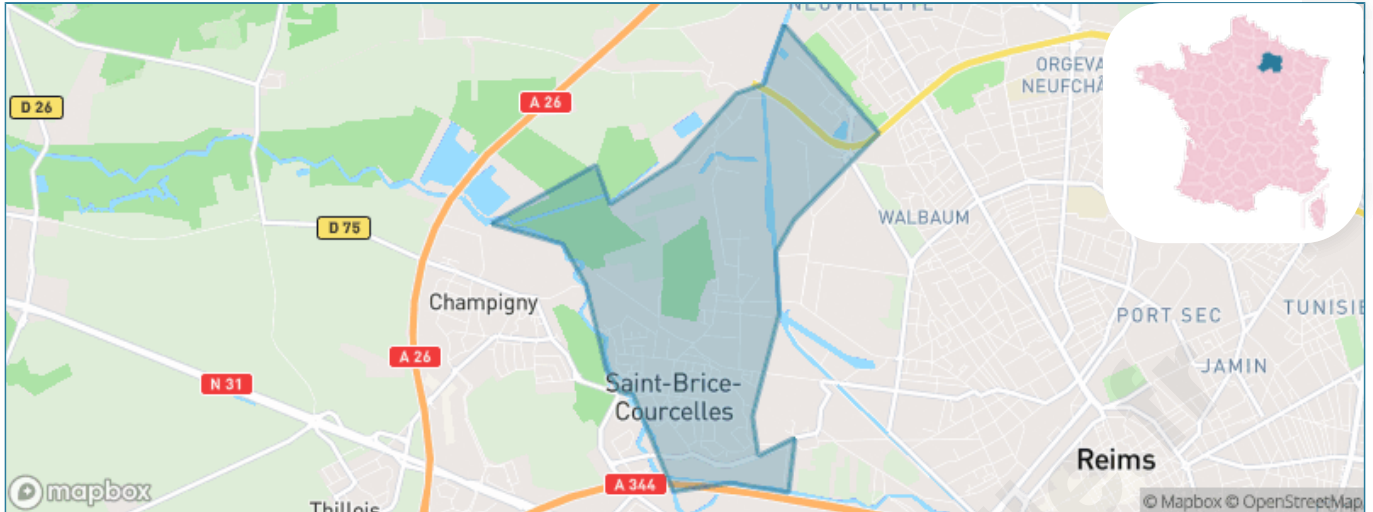 NEUVILLETTE
D 26
A 26
ORGEVA
NEUFCHÂ
WALBAUM
D 75
Champigny
PORT SEC
TUNISIE
A 26
JAMIN
N 31
Saint-Brice-
Courcelles
Reims
A 344
mapbox
Thillois
© Mapbox © OpenStreetMap